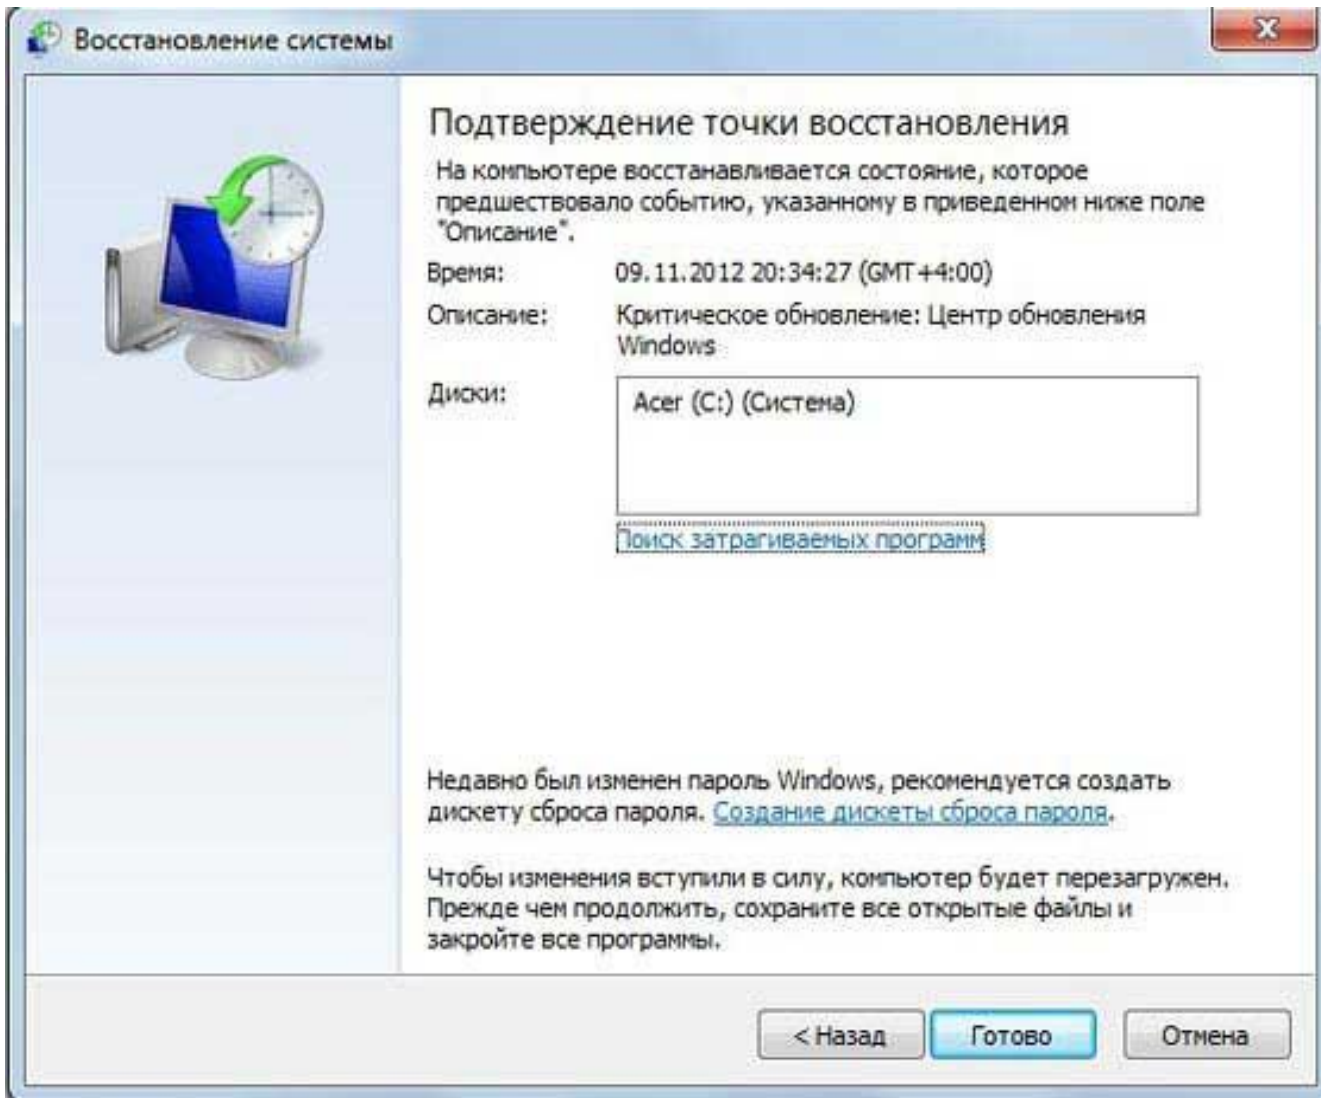 Восстановление системы
x
Подтверждение точки восстановления
На компьютере восстанавливается состояние, которое
предшествовало событию, указанному в приведенном ниже поле
"Описание".
Время: 09.11.2012 20:34:27 (GMT+4:00)
Описание: Критическое обновление: Центр обновления
Windows
Диски: Acer (C:) (Система)
Поиск затрагиваемых программ
Недавно был изменен пароль Windows, рекомендуется создать
дискету сброса пароля. Создание дискеты сброса пароля.
Чтобы изменения вступили в силу, компьютер будет перезагружен.
Прежде чем продолжить, сохраните все открытые файлы и
закройте все программы.
< Назад Готово Отмена